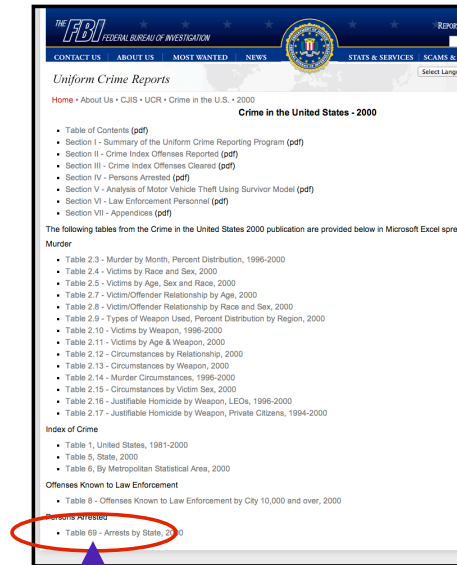 THE FBI FEDERAL BUREAU OF INVESTIGATION
CONTACT US ABOUT US MOST WANTED NEWS STATS & SERVICES SCAMS &
Uniform Crime Reports
Home • About Us • CJIS • UCR • Crime in the U.S. • 2000
Crime in the United States - 2000
Table of Contents (pdf)
Section I - Summary of the Uniform Crime Reporting Program (pdf)
Section II - Crime Index Offenses Reported (pdf)
Section III - Crime Index Offenses Cleared (pdf)
Section IV - Persons Arrested (pdf)
Section V - Analysis of Motor Vehicle Theft Using Survivor Model (pdf)
Section VI - Law Enforcement Personnel (pdf)
Section VII - Appendices (pdf)
The following tables from the Crime in the United States 2000 publication are provided below in Microsoft Excel spre
Murder
Table 2.3 - Murder by Month, Percent Distribution, 1996-2000
Table 2.4 - Victims by Race and Sex, 2000
Table 2.5 - Victims by Age, Sex and Race, 2000
Table 2.7 - Victim/Offender Relationship by Age, 2000
Table 2.8 - Victim/Offender Relationship by Race and Sex, 2000
Table 2.9 - Types of Weapon Used, Percent Distribution by Region, 2000
Table 2.10 - Victims by Weapon, 1996-2000
Table 2.11 - Victims by Age & Weapon, 2000
Table 2.12 - Circumstances by Relationship, 2000
Table 2.13 - Circumstances by Weapon, 2000
Table 2.14 - Murder Circumstances, 1996-2000
Table 2.15 - Circumstances by Victim Sex, 2000
Table 2.16 - Justifiable Homicide by Weapon, LEOs, 1996-2000
Table 2.17 - Justifiable Homicide by Weapon, Private Citizens, 1994-2000
Index of Crime
Table 1, United States, 1981-2000
Table 5, State, 2000
Table 6, By Metropolitan Statistical Area, 2000
Offenses Known to Law Enforcement
Table 8 - Offenses Known to Law Enforcement by City 10,000 and over, 2000
Persons Arrested
Table 69 - Arrests by State, 2000